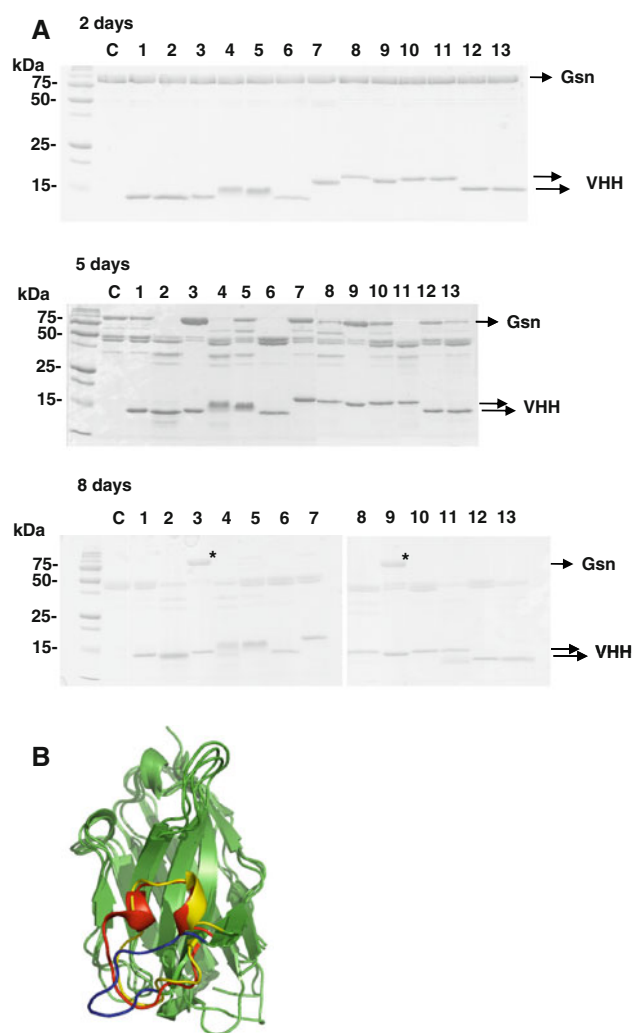 A
2 days
C 1 2 3 4 5 6 7 8 9 10 11 12 13
kDa
75-
Gsn
50-
25-
15-
VHH
5 days
kDa
C 1 2 3 4 5 6 7 8 9 10 11 12 13
75-
Gsn
50-
25-
15-
VHH
8 days
C 1 2 3 4 5 6 7 8 9 10 11 12 13
kDa
* *
75-
Gsn
50-
25-
15-
VHH
B